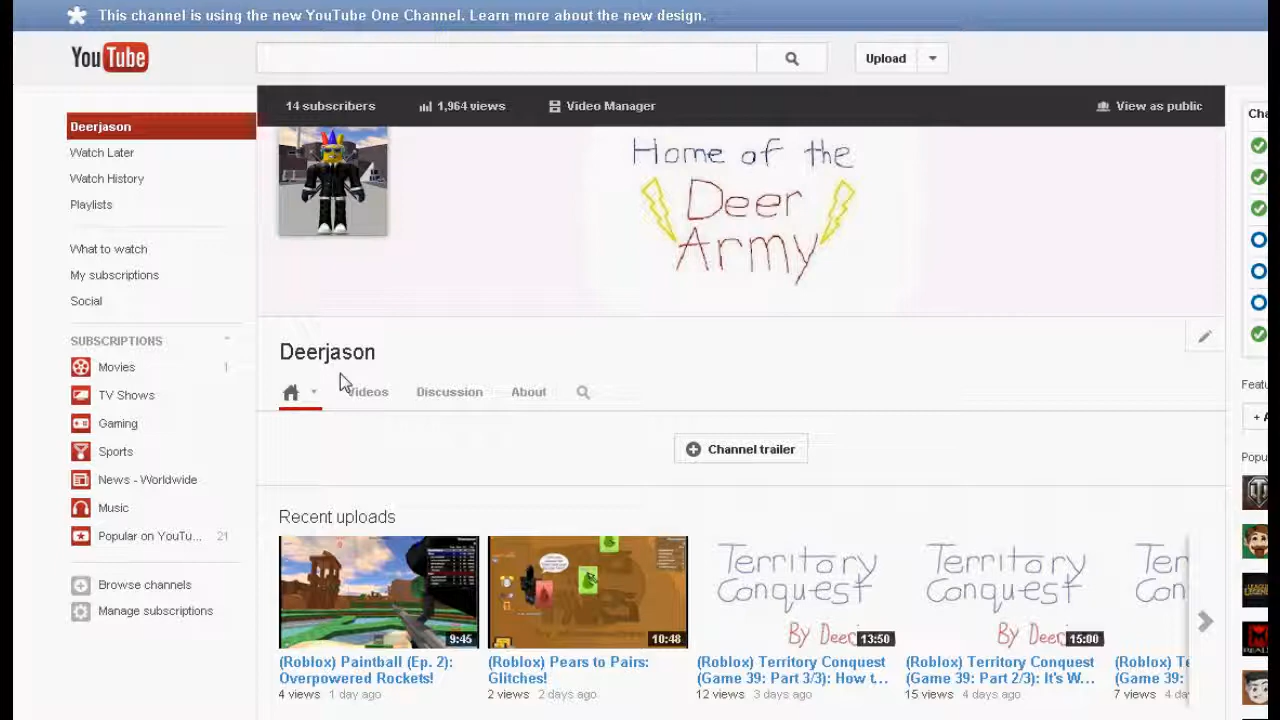 This channel is using the new YouTube One Channel. Learn more about the new design.
YouTube
Upload
14 subscribers
1,964 views
Video Manager
View as public
Deerjason
Watch Later
Watch History
Playlists
What to watch
My subscriptions
Social
SUBSCRIPTIONS
Movies 1
TV Shows
Gaming
Sports
News - Worldwide
Music
Popular on YouTu... 21
Browse channels
Manage subscriptions
Home of the
Deer
Army
Deerjason
Videos
Discussion
About
Channel trailer
Recent uploads
9:45
(Roblox) Paintball (Ep. 2):
Overpowered Rockets!
4 views 1 day ago
10:48
(Roblox) Pears to Pairs:
Glitches!
2 views 2 days ago
Territory
Conquest
By Deerj
13:50
(Roblox) Territory Conquest
(Game 39: Part 3/3): How t...
12 views 3 days ago
Territory
Conquest
By Deerj
15:00
(Roblox) Territory Conquest
(Game 39: Part 2/3): It's W...
15 views 4 days ago
(Roblox) Te
(Game 39:
7 views 4 da